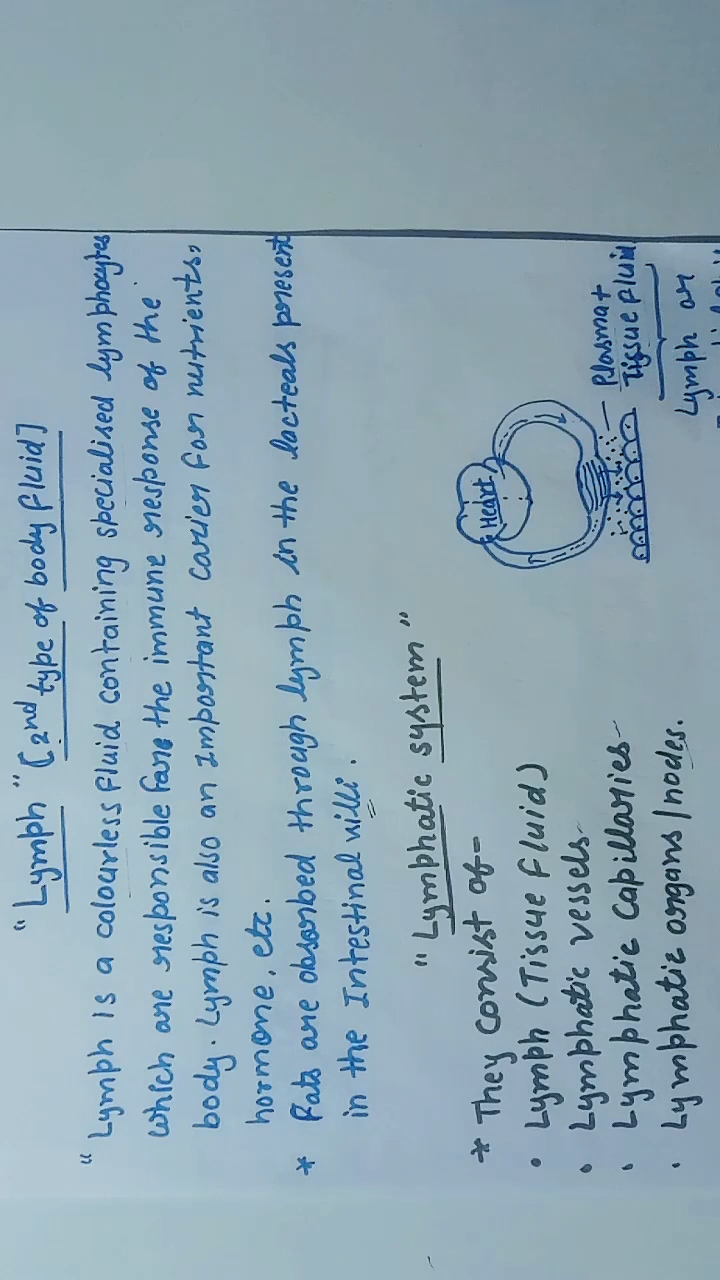 "Lymph" [2nd type of body fluid]
"Lymph is a colourless fluid containing specialised lymphocytes
which are responsible for the immune response of the
body. Lymph is also an Important carier for nutrients,
hormone, etc.
* Fats are absorbed through lymph in the lacteals present
in the Intestinal villi.
"Lymphatic system"
* They consist of-
• Lymph (Tissue fluid)
• Lymphatic vessels
• Lymphatic Capillaries
• Lymphatic organs/nodes.
Heart
Plasma+
Tissue fluid
Lymph or